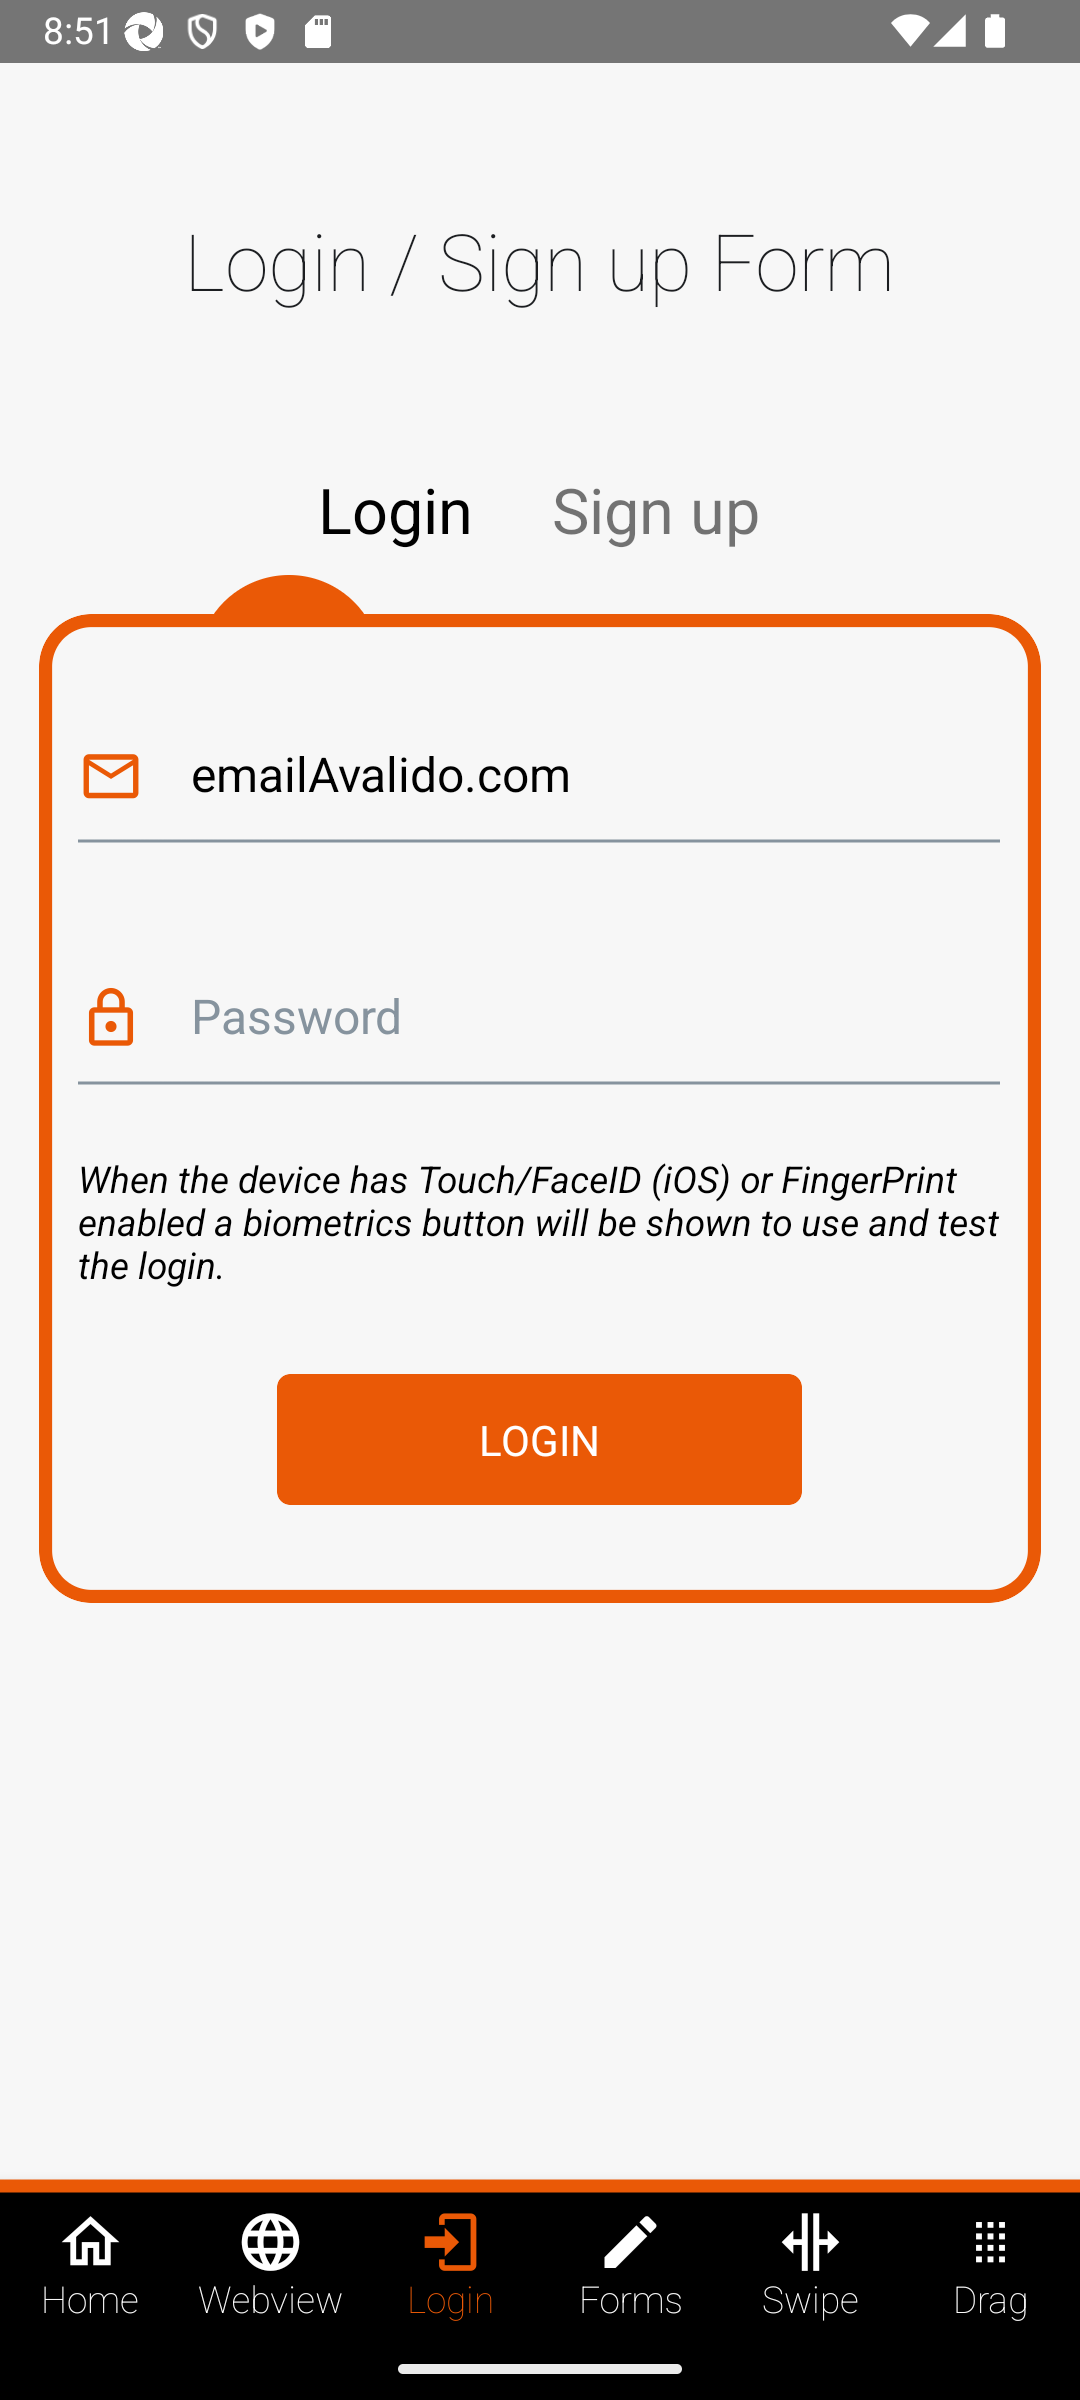 8:51
Login / Sign up Form
Login Sign up
emailAvalido.com
Password
When the device has Touch/FaceID (iOS) or FingerPrint
enabled a biometrics button will be shown to use and test
the login.
LOGIN
Home Webview Login Forms Swipe Drag